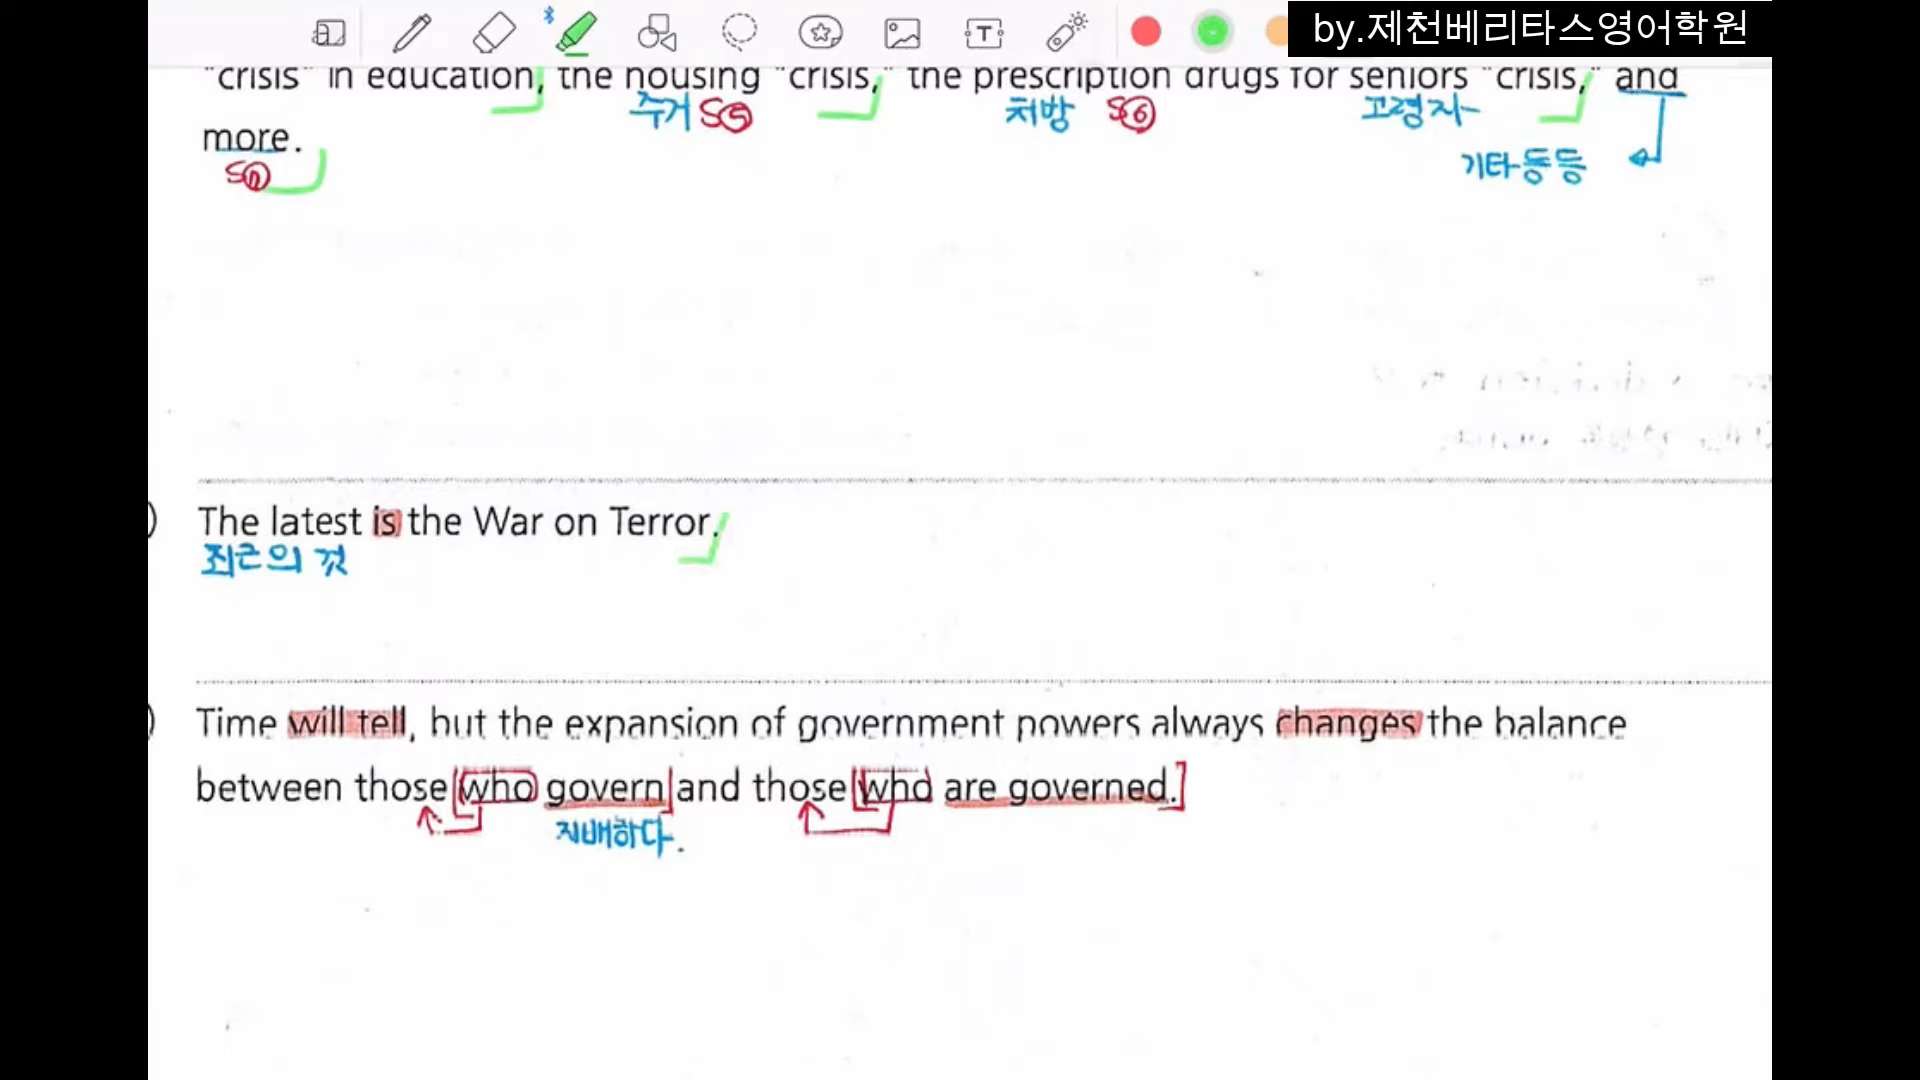 by.제천베리타스영어학원
"crisis" in education, the housing "crisis," the prescription drugs for seniors "crisis," and
주거 S⑤ 처방 S⑥ 고령자
more.
기타등등
Sⓝ
The latest is the War on Terror.
최근의 것
Time will tell, but the expansion of government powers always changes the balance
between those who govern and those who are governed.
지배하다.